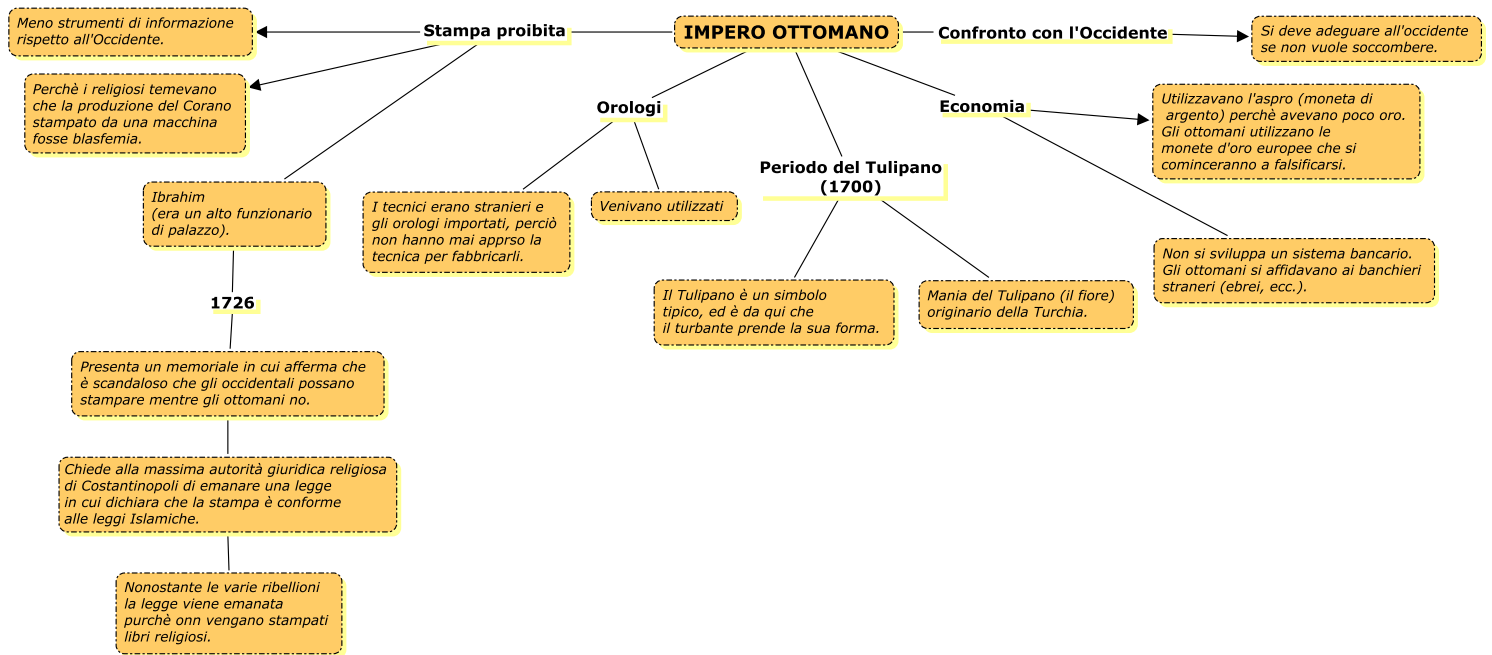 IMPERO OTTOMANO
Stampa proibita
Meno strumenti di informazione
rispetto all'Occidente.
Perchè i religiosi temevano
che la produzione del Corano
stampato da una macchina
fosse blasfemia.
Ibrahim
(era un alto funzionario
di palazzo).
1726
Presenta un memoriale in cui afferma che
è scandaloso che gli occidentali possano
stampare mentre gli ottomani no.
Chiede alla massima autorità giuridica religiosa
di Costantinopoli di emanare una legge
in cui dichiara che la stampa è conforme
alle leggi Islamiche.
Nonostante le varie ribellioni
la legge viene emanata
purchè onn vengano stampati
libri religiosi.
Orologi
I tecnici erano stranieri e
gli orologi importati, perciò
non hanno mai apprso la
tecnica per fabbricarli.
Venivano utilizzati
Periodo del Tulipano
(1700)
Il Tulipano è un simbolo
tipico, ed è da qui che
il turbante prende la sua forma.
Mania del Tulipano (il fiore)
originario della Turchia.
Economia
Utilizzavano l'aspro (moneta di
argento) perchè avevano poco oro.
Gli ottomani utilizzano le
monete d'oro europee che si
cominceranno a falsificarsi.
Non si sviluppa un sistema bancario.
Gli ottomani si affidavano ai banchieri
straneri (ebrei, ecc.).
Confronto con l'Occidente
Si deve adeguare all'occidente
se non vuole soccombere.